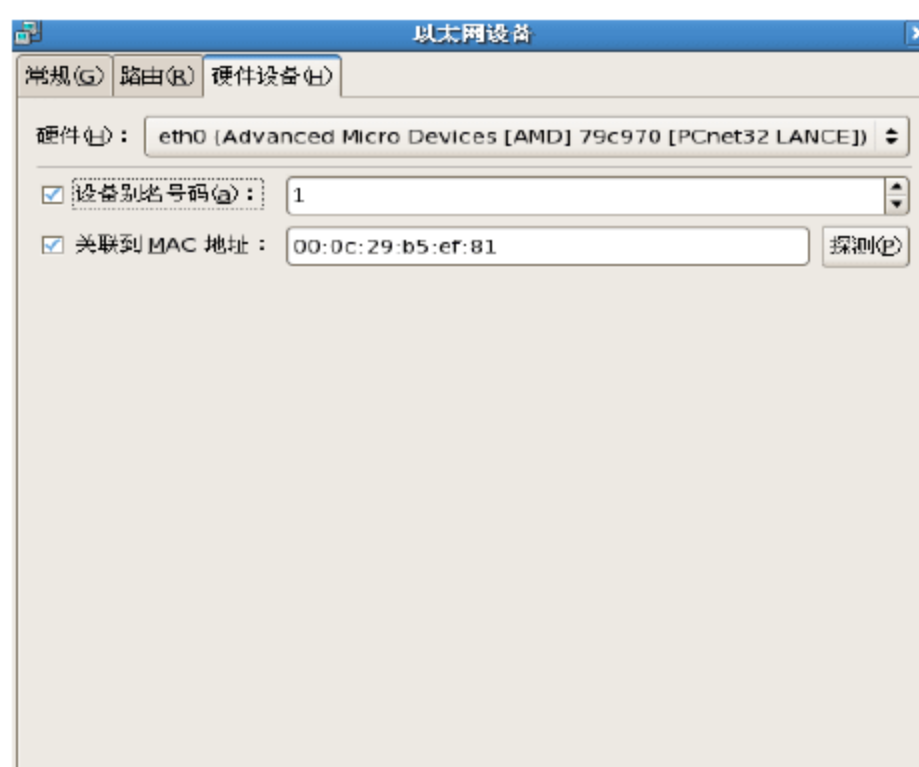 以太网设备
常规(G) 路由(R) 硬件设备(H)
硬件(H)： eth0 (Advanced Micro Devices [AMD] 79c970 [PCnet32 LANCE])
设备别名号码(a)： 1
关联到 MAC 地址： 00:0c:29:b5:ef:81 探测(P)